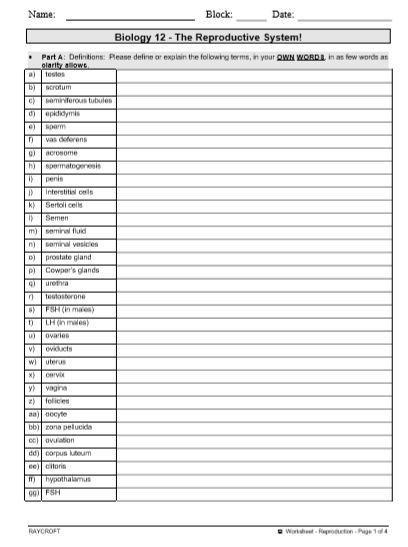 Name: Block: Date:
Biology 12 - The Reproductive System!
• Part A: Definitions: Please define or explain the following terms, in your OWN WORDS, in as few words as
clarity allows.
a) testes
b) scrotum
c) seminiferous tubules
d) epididymis
e) sperm
f) vas deferens
g) acrosome
h) spermatogenesis
i) penis
j) Interstitial cells
k) Sertoli cells
l) Semen
m) seminal fluid
n) seminal vesicles
o) prostate gland
p) Cowper's glands
q) urethra
r) testosterone
s) FSH (in males)
t) LH (in males)
u) ovaries
v) oviducts
w) uterus
x) cervix
y) vagina
z) follicles
aa) oocyte
bb) zona pellucida
cc) ovulation
dd) corpus luteum
ee) clitoris
ff) hypothalamus
gg) FSH
RAYCROFT Worksheet - Reproduction - Page 1 of 4